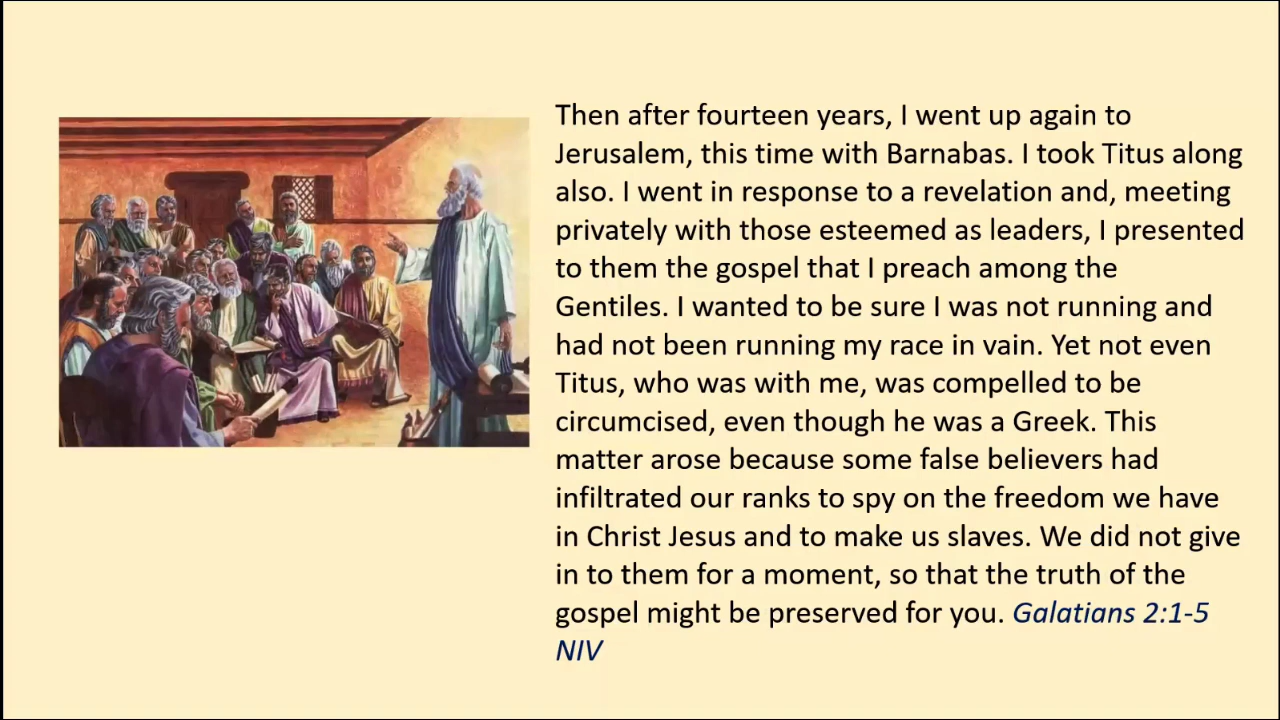 Then after fourteen years, I went up again to
Jerusalem, this time with Barnabas. I took Titus along
also. I went in response to a revelation and, meeting
privately with those esteemed as leaders, I presented
to them the gospel that I preach among the
Gentiles. I wanted to be sure I was not running and
had not been running my race in vain. Yet not even
Titus, who was with me, was compelled to be
circumcised, even though he was a Greek. This
matter arose because some false believers had
infiltrated our ranks to spy on the freedom we have
in Christ Jesus and to make us slaves. We did not give
in to them for a moment, so that the truth of the
gospel might be preserved for you. Galatians 2:1-5
NIV